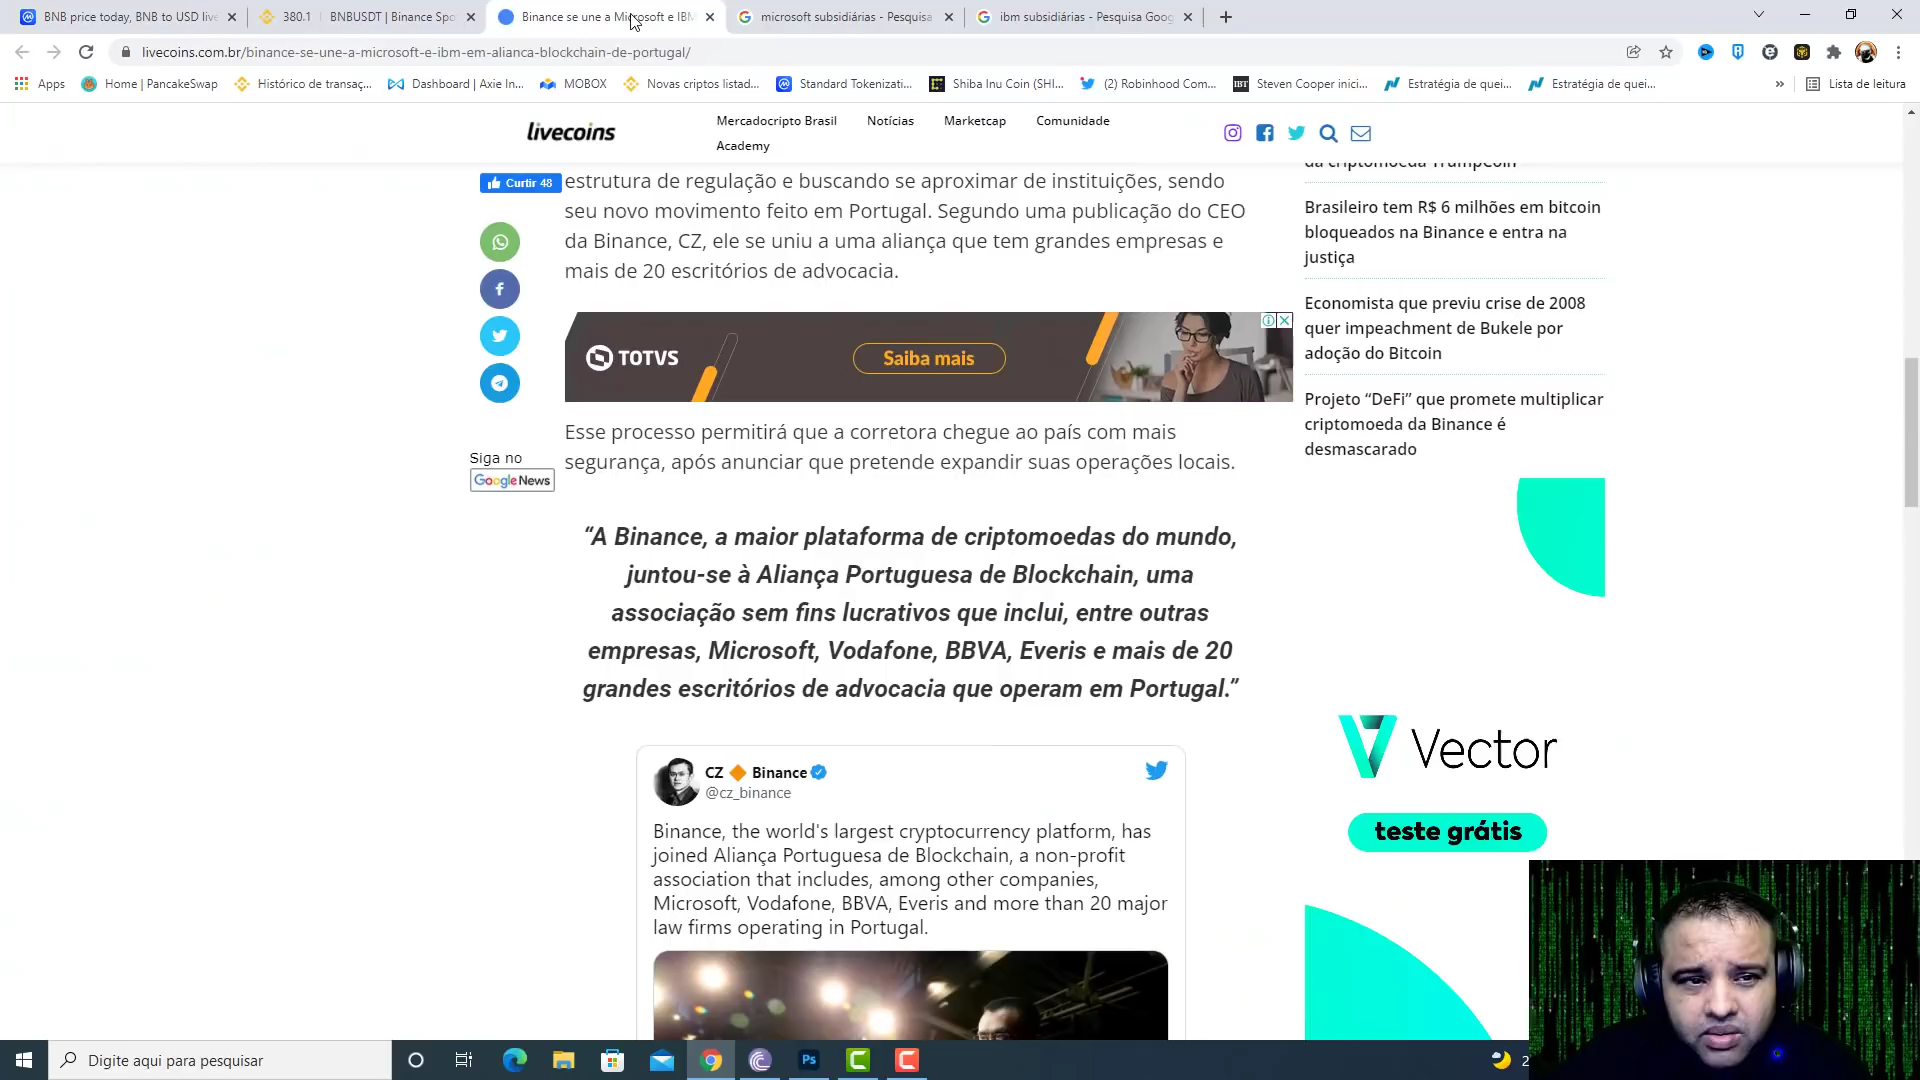 BNB price today, BNB to USD live
380.1 BNBUSDT | Binance Spo
Binance se une a Microsoft e IBM
microsoft subsidiárias - Pesquisa
ibm subsidiárias - Pesquisa Goog
livecoins.com.br/binance-se-une-a-microsoft-e-ibm-em-alianca-blockchain-de-portugal/
Apps
Home | PancakeSwap
Histórico de transaç...
Dashboard | Axie In...
MOBOX
Novas criptos listad...
Standard Tokenizati...
Shiba Inu Coin (SHI...
(2) Robinhood Com...
IBT
Steven Cooper inici...
Estratégia de quei...
Estratégia de quei...
»
Lista de leitura
livecoins
Mercadocripto Brasil
Notícias
Marketcap
Comunidade
Academy
Curtir 48
estrutura de regulação e buscando se aproximar de instituições, sendo
seu novo movimento feito em Portugal. Segundo uma publicação do CEO
da Binance, CZ, ele se uniu a uma aliança que tem grandes empresas e
mais de 20 escritórios de advocacia.
TOTVS
Saiba mais
Esse processo permitirá que a corretora chegue ao país com mais
segurança, após anunciar que pretende expandir suas operações locais.
Siga no
Google News
“A Binance, a maior plataforma de criptomoedas do mundo,
juntou-se à Aliança Portuguesa de Blockchain, uma
associação sem fins lucrativos que inclui, entre outras
empresas, Microsoft, Vodafone, BBVA, Everis e mais de 20
grandes escritórios de advocacia que operam em Portugal.”
CZ 🔶 Binance
@cz_binance
Binance, the world's largest cryptocurrency platform, has
joined Aliança Portuguesa de Blockchain, a non-profit
association that includes, among other companies,
Microsoft, Vodafone, BBVA, Everis and more than 20 major
law firms operating in Portugal.
da criptomoeda TrumpCoin
Brasileiro tem R$ 6 milhões em bitcoin
bloqueados na Binance e entra na
justiça
Economista que previu crise de 2008
quer impeachment de Bukele por
adoção do Bitcoin
Projeto “DeFi” que promete multiplicar
criptomoeda da Binance é
desmascarado
Vector
teste grátis
Digite aqui para pesquisar
Ps
2